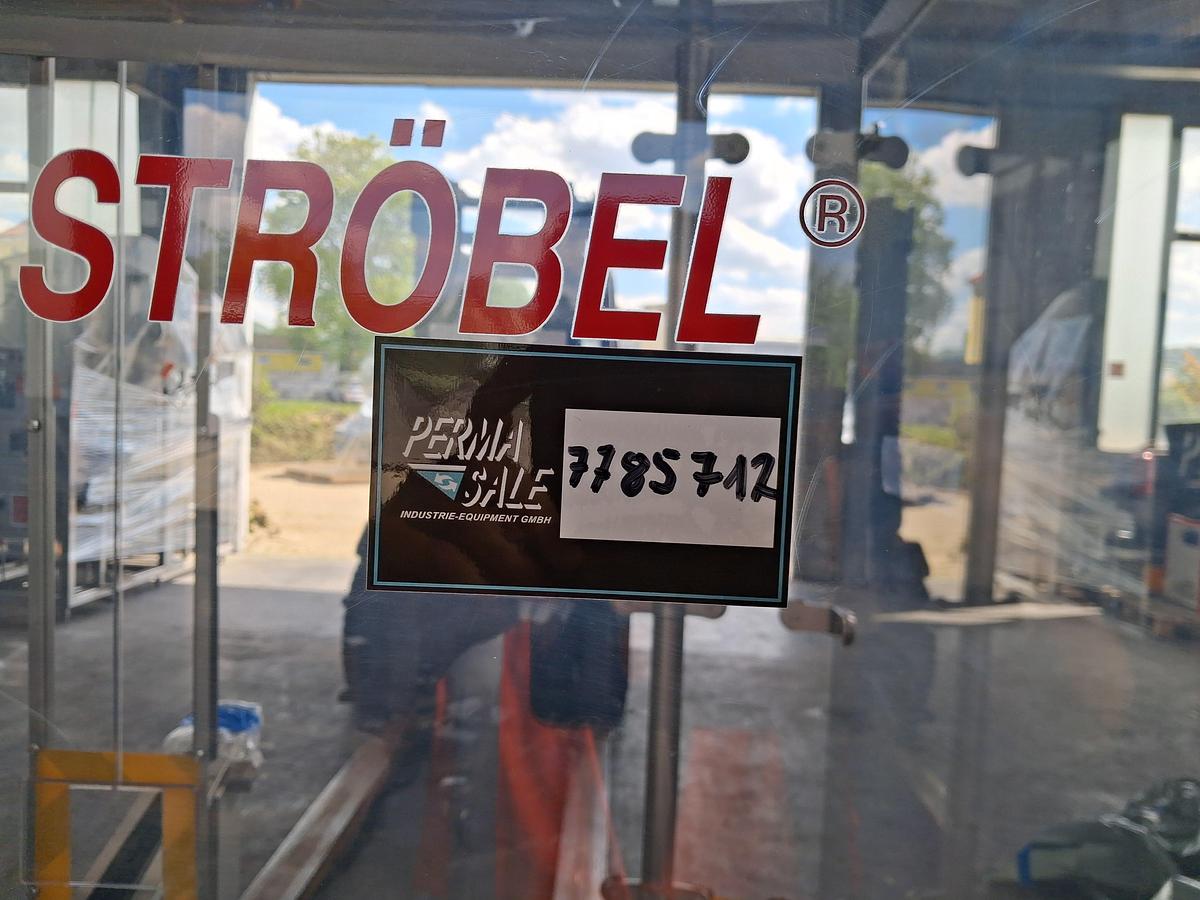 STRÖBEL ®
PERMA
SALE
INDUSTRIE-EQUIPMENT GMBH
7785712